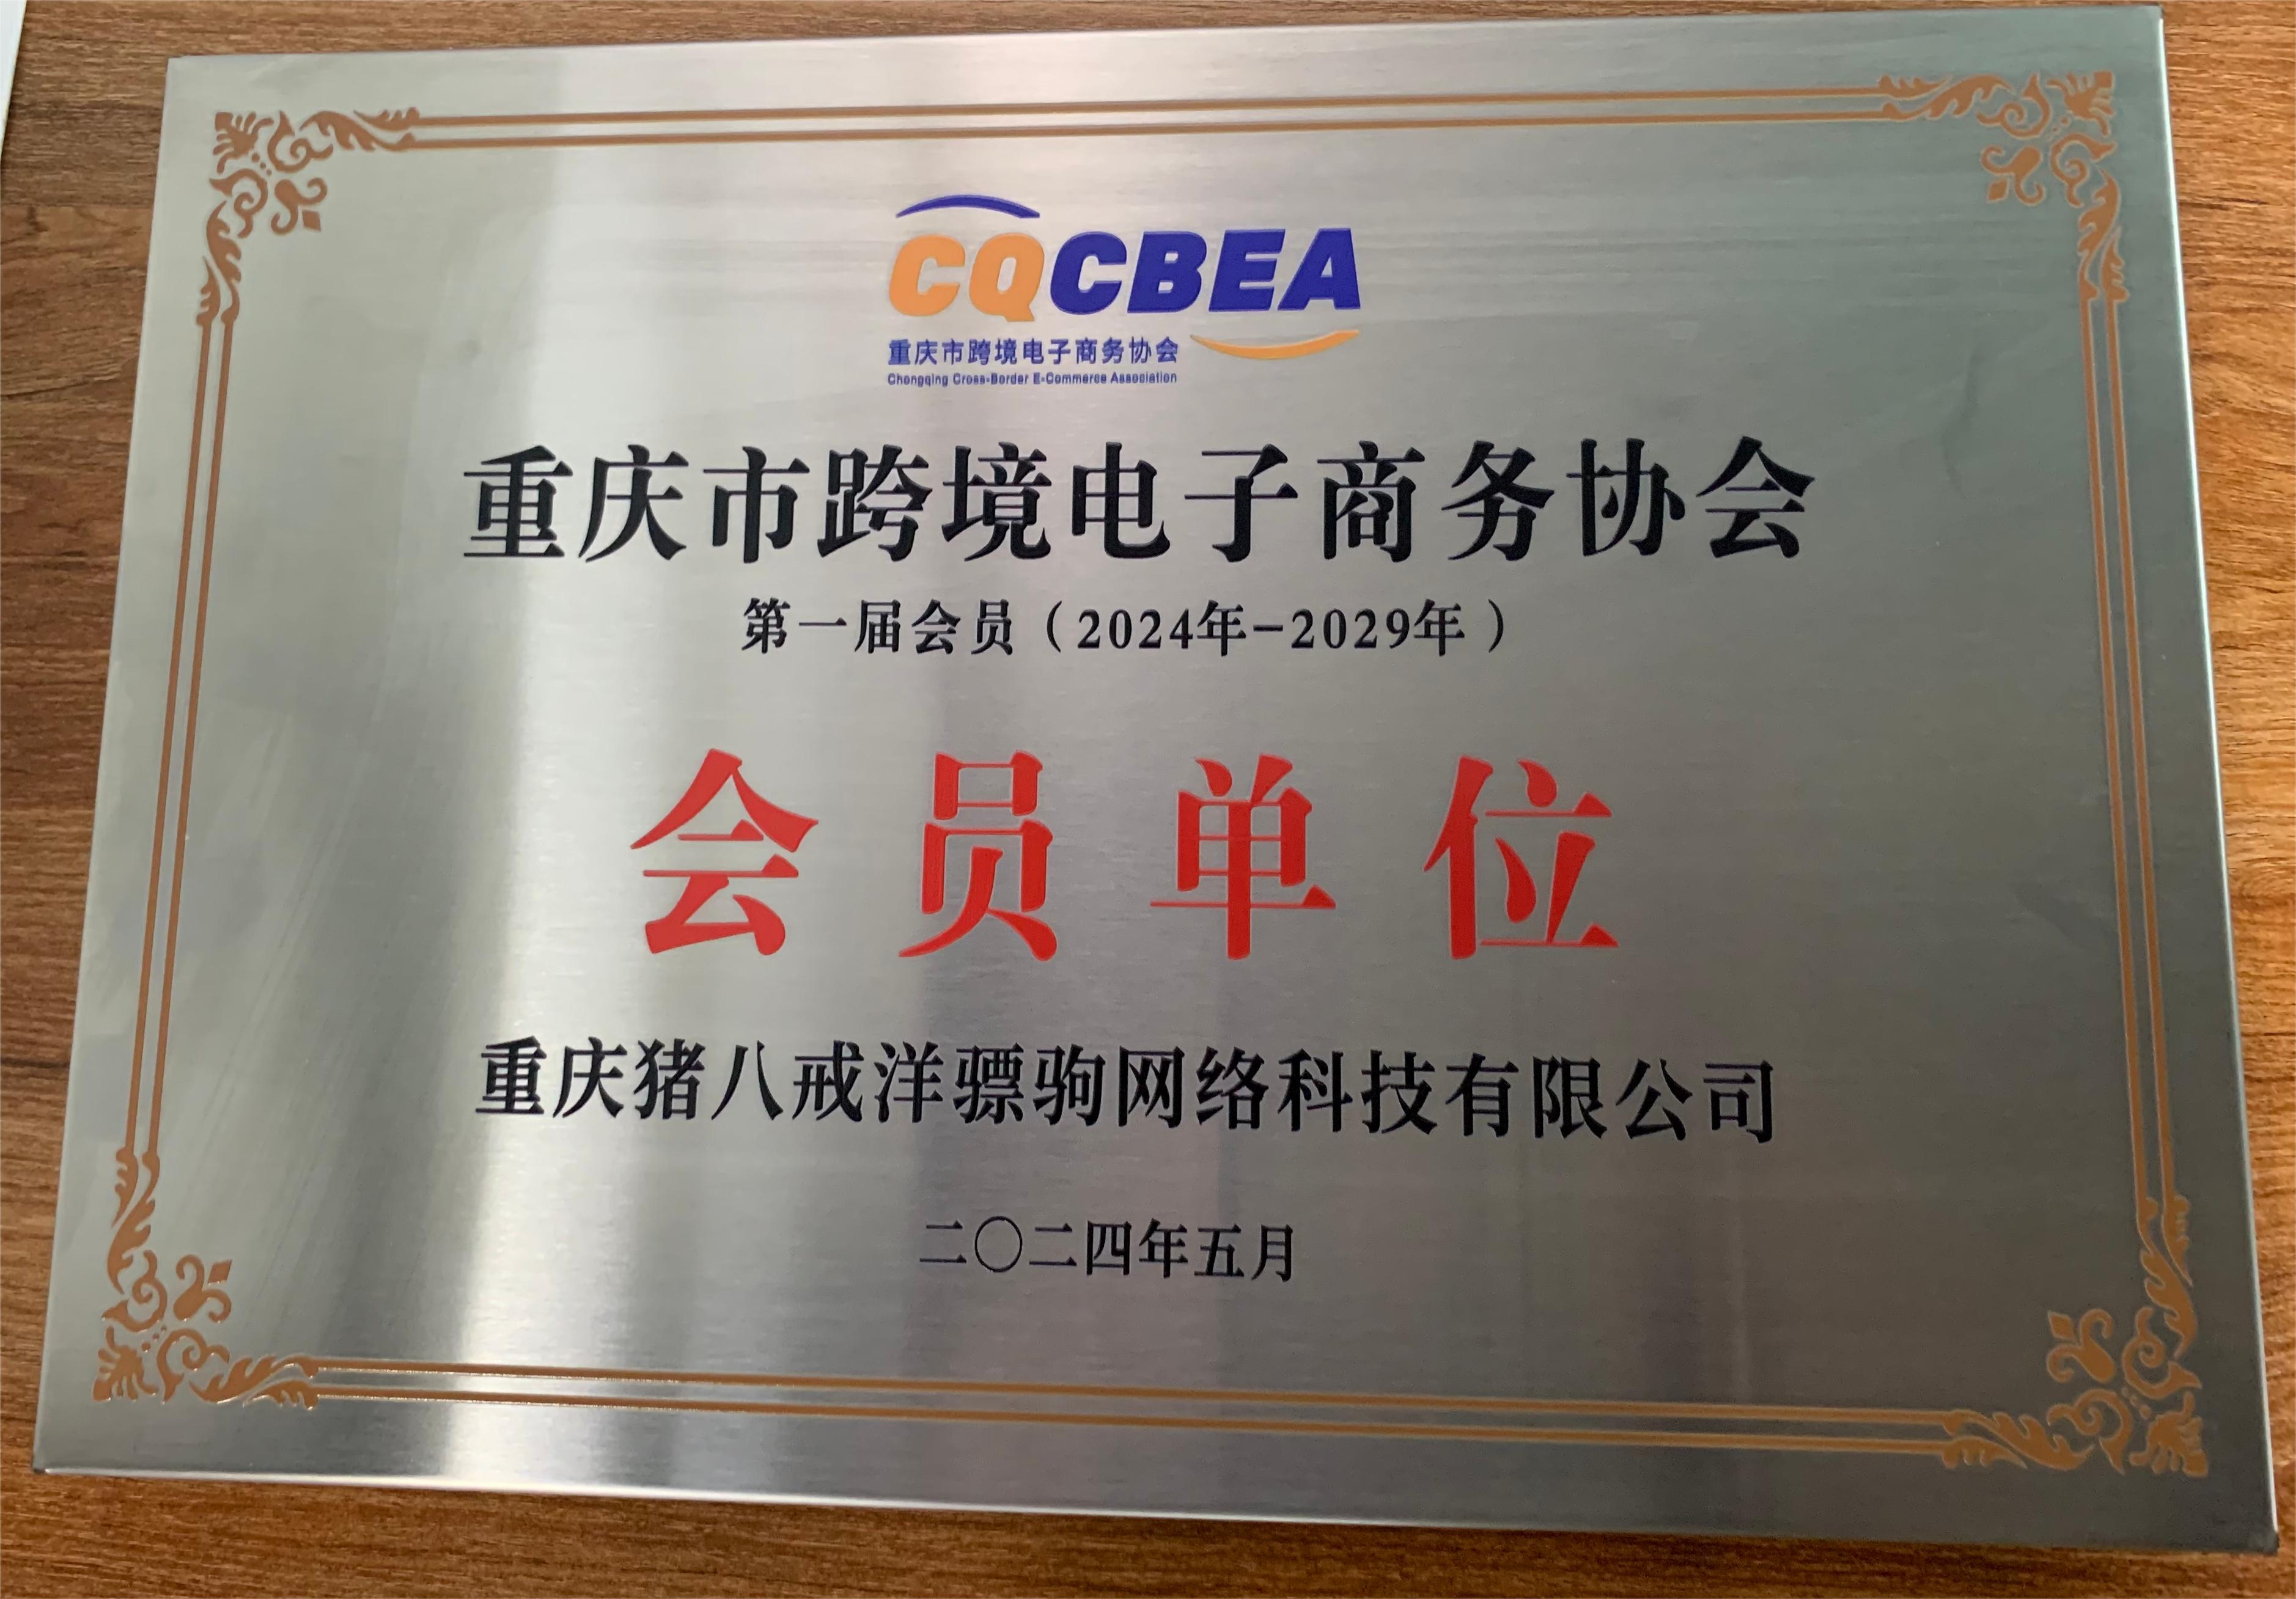 CQCBEA
重庆市跨境电子商务协会
Chongqing Cross-Border E-Commerce Association
重庆市跨境电子商务协会
第一届会员（2024年-2029年）
会员单位
重庆猪八戒洋骠驹网络科技有限公司
二〇二四年五月